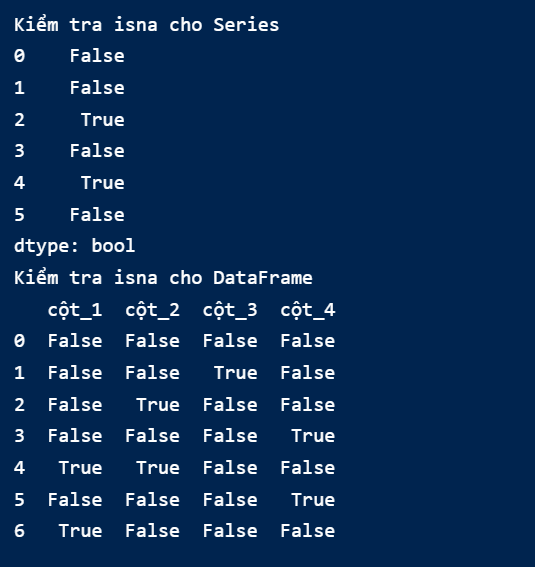 Kiểm tra isna cho Series
0    False
1    False
2     True
3    False
4     True
5    False
dtype: bool
Kiểm tra isna cho DataFrame
   cột_1  cột_2  cột_3  cột_4
0  False  False  False  False
1  False  False   True  False
2  False   True  False  False
3  False  False  False   True
4   True   True  False  False
5  False  False  False   True
6   True  False  False  False